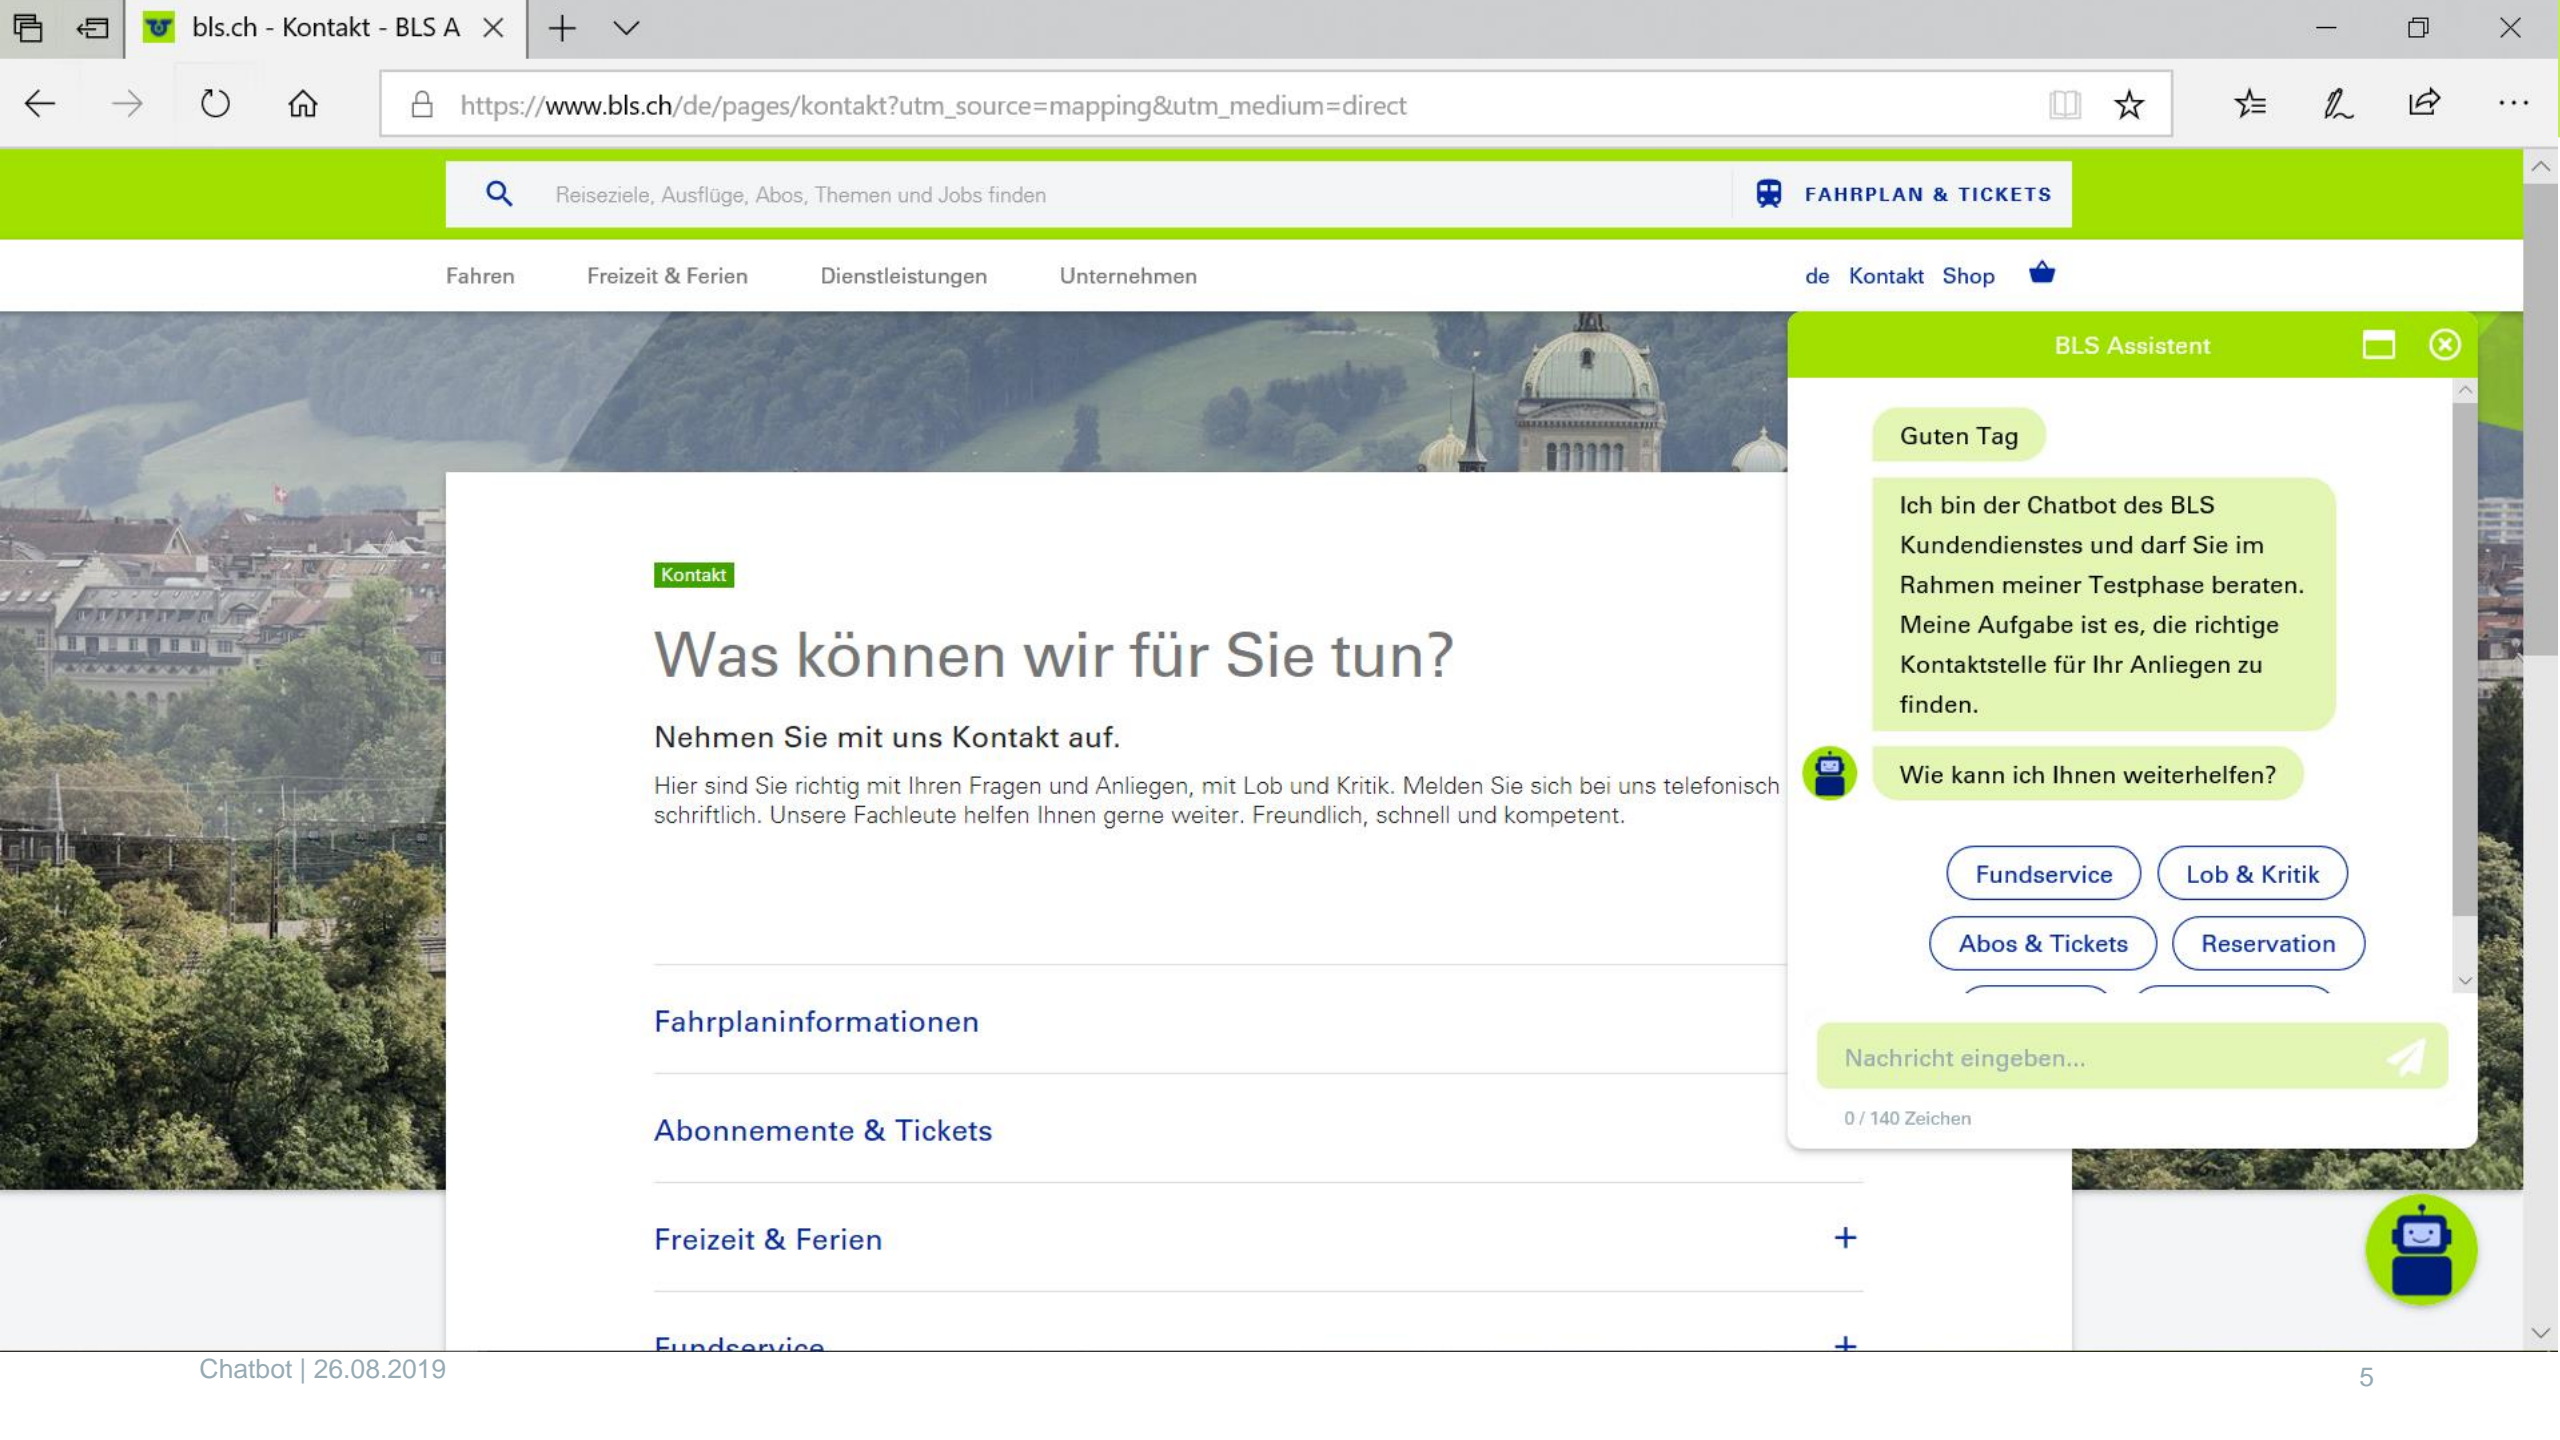 bls.ch - Kontakt - BLS A
https://www.bls.ch/de/pages/kontakt?utm_source=mapping&utm_medium=direct
Reiseziele, Ausflüge, Abos, Themen und Jobs finden
FAHRPLAN & TICKETS
Fahren Freizeit & Ferien Dienstleistungen Unternehmen
de Kontakt Shop
Kontakt
Was können wir für Sie tun?
Nehmen Sie mit uns Kontakt auf.
Hier sind Sie richtig mit Ihren Fragen und Anliegen, mit Lob und Kritik. Melden Sie sich bei uns telefonisch
schriftlich. Unsere Fachleute helfen Ihnen gerne weiter. Freundlich, schnell und kompetent.
Fahrplaninformationen
Abonnemente & Tickets
Freizeit & Ferien
Fundservice
BLS Assistent
Guten Tag
Ich bin der Chatbot des BLS
Kundendienstes und darf Sie im
Rahmen meiner Testphase beraten.
Meine Aufgabe ist es, die richtige
Kontaktstelle für Ihr Anliegen zu
finden.
Wie kann ich Ihnen weiterhelfen?
Fundservice Lob & Kritik
Abos & Tickets Reservation
Nachricht eingeben...
0 / 140 Zeichen
Chatbot | 26.08.2019
5